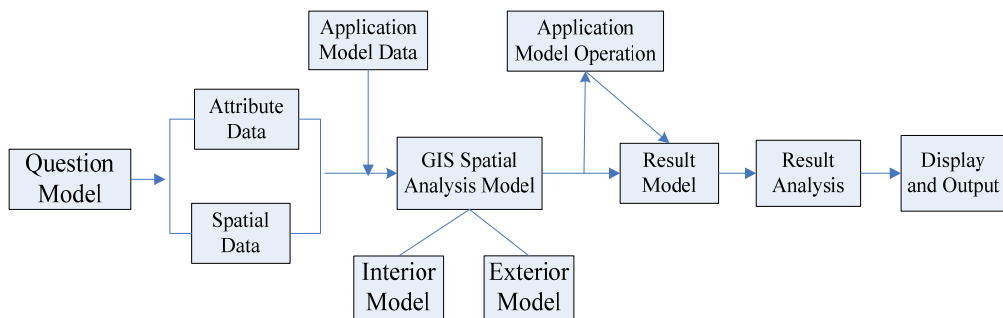 Question
Model
Attribute
Data
Spatial
Data
Application
Model Data
GIS Spatial
Analysis Model
Interior
Model
Exterior
Model
Application
Model Operation
Result
Model
Result
Analysis
Display
and Output